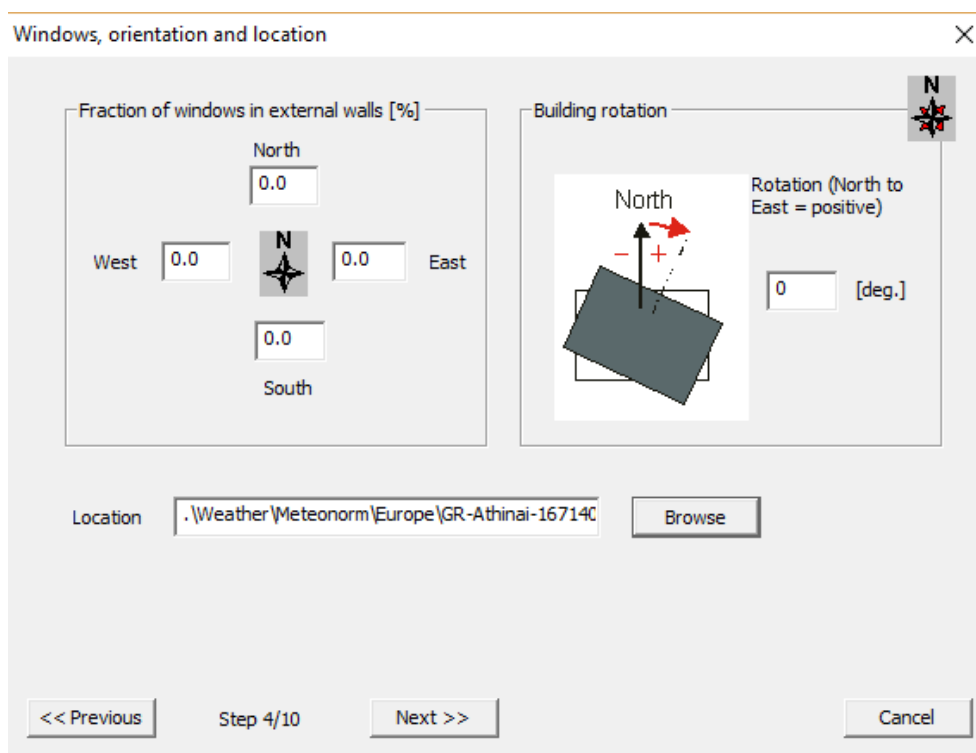 Windows, orientation and location
Fraction of windows in external walls [%]
North
0.0
West
0.0
N
0.0
East
0.0
South
Building rotation
N
North
- +
Rotation (North to
East = positive)
0
[deg.]
Location
.\Weather\Meteonorm\Europe\GR-Athinai-167140
Browse
<< Previous
Step 4/10
Next >>
Cancel